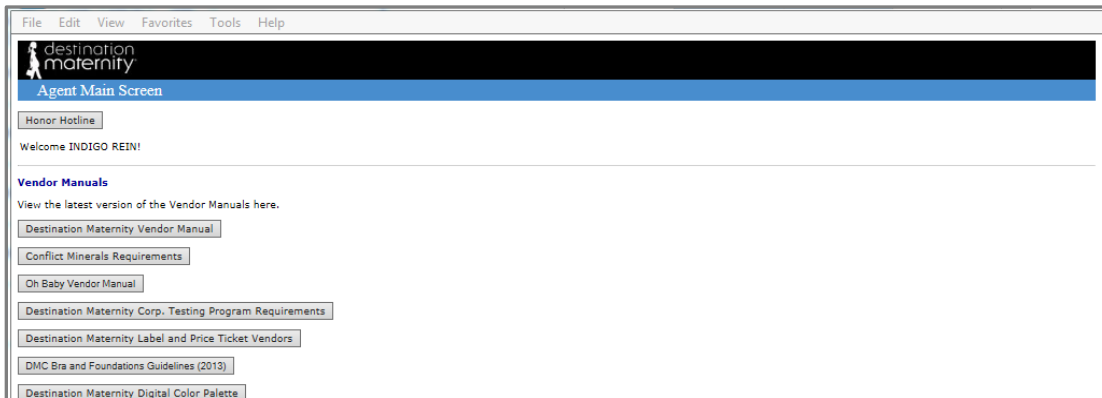 File Edit View Favorites Tools Help
destination
maternity
Agent Main Screen
Honor Hotline
Welcome INDIGO REIN!
Vendor Manuals
View the latest version of the Vendor Manuals here.
Destination Maternity Vendor Manual
Conflict Minerals Requirements
Oh Baby Vendor Manual
Destination Maternity Corp. Testing Program Requirements
Destination Maternity Label and Price Ticket Vendors
DMC Bra and Foundations Guidelines (2013)
Destination Maternity Digital Color Palette